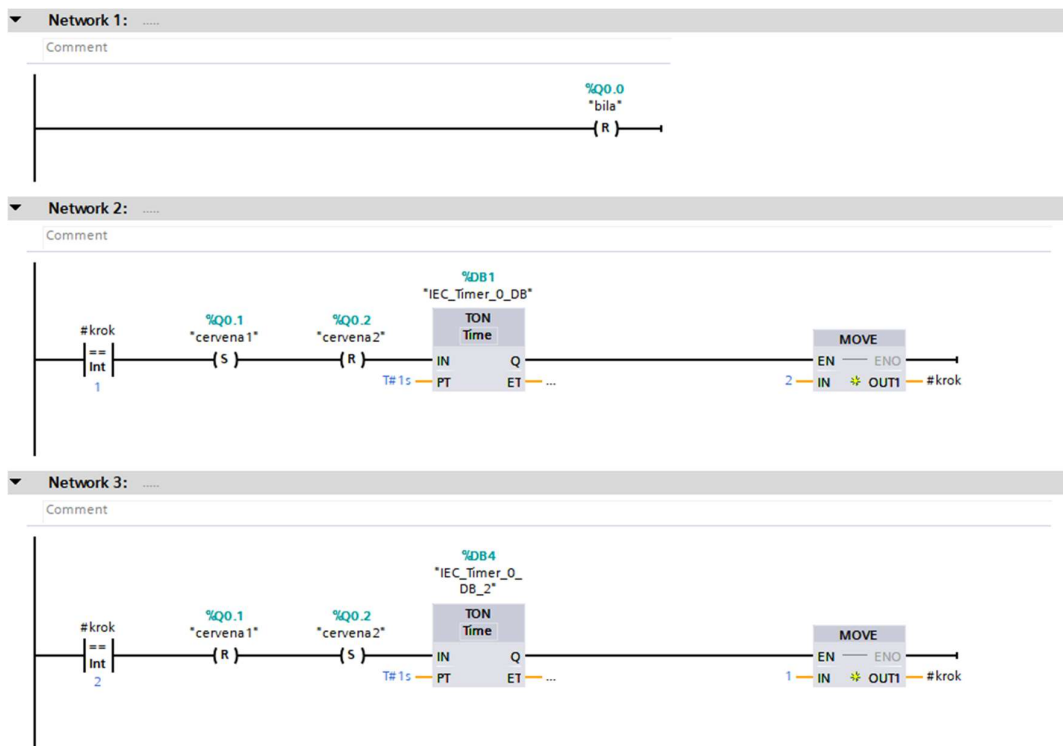 Network 1: .....
Comment
%Q0.0
"bila"
R
Network 2: .....
Comment
%DB1
"IEC_Timer_0_DB"
#krok
%Q0.1
%Q0.2
TON
"cervena1"
"cervena2"
Time
MOVE
==
S
R
IN
Q
EN
ENO
Int
T#1s
PT
ET
...
2
IN
OUT1
#krok
1
Network 3: .....
Comment
%DB4
"IEC_Timer_0_
DB_2"
#krok
%Q0.1
%Q0.2
TON
"cervena1"
"cervena2"
Time
MOVE
==
R
S
IN
Q
EN
ENO
Int
T#1s
PT
ET
...
1
IN
OUT1
#krok
2